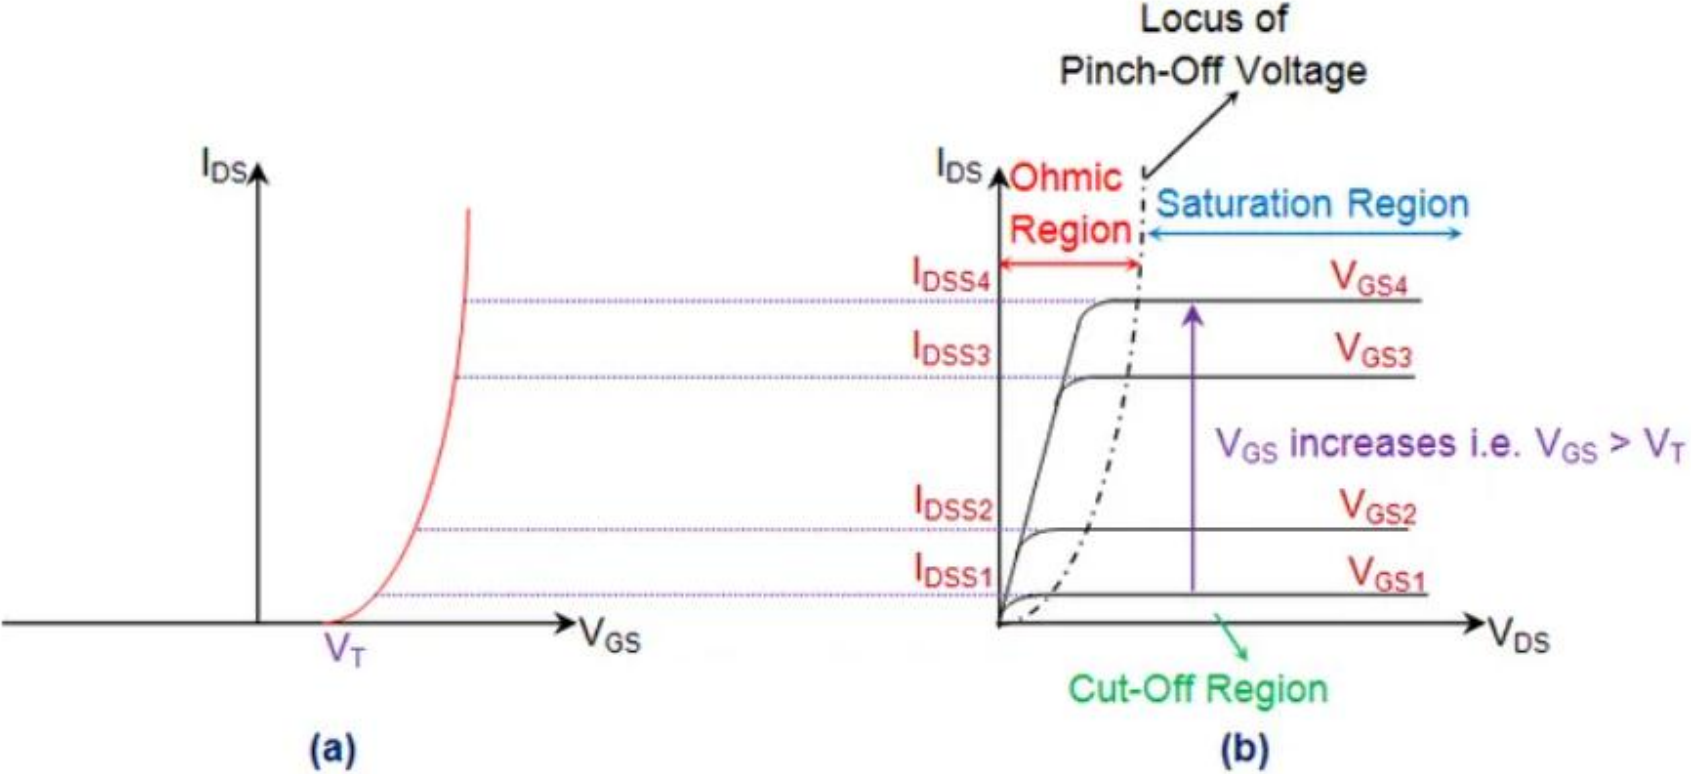 Locus of
Pinch-Off Voltage
IDS
IDS
Ohmic
Region
Saturation Region
IDSS4
VGS4
IDSS3
VGS3
VGS increases i.e. VGS > VT
IDSS2
VGS2
IDSS1
VGS1
VT
VGS
VDS
Cut-Off Region
(a)
(b)